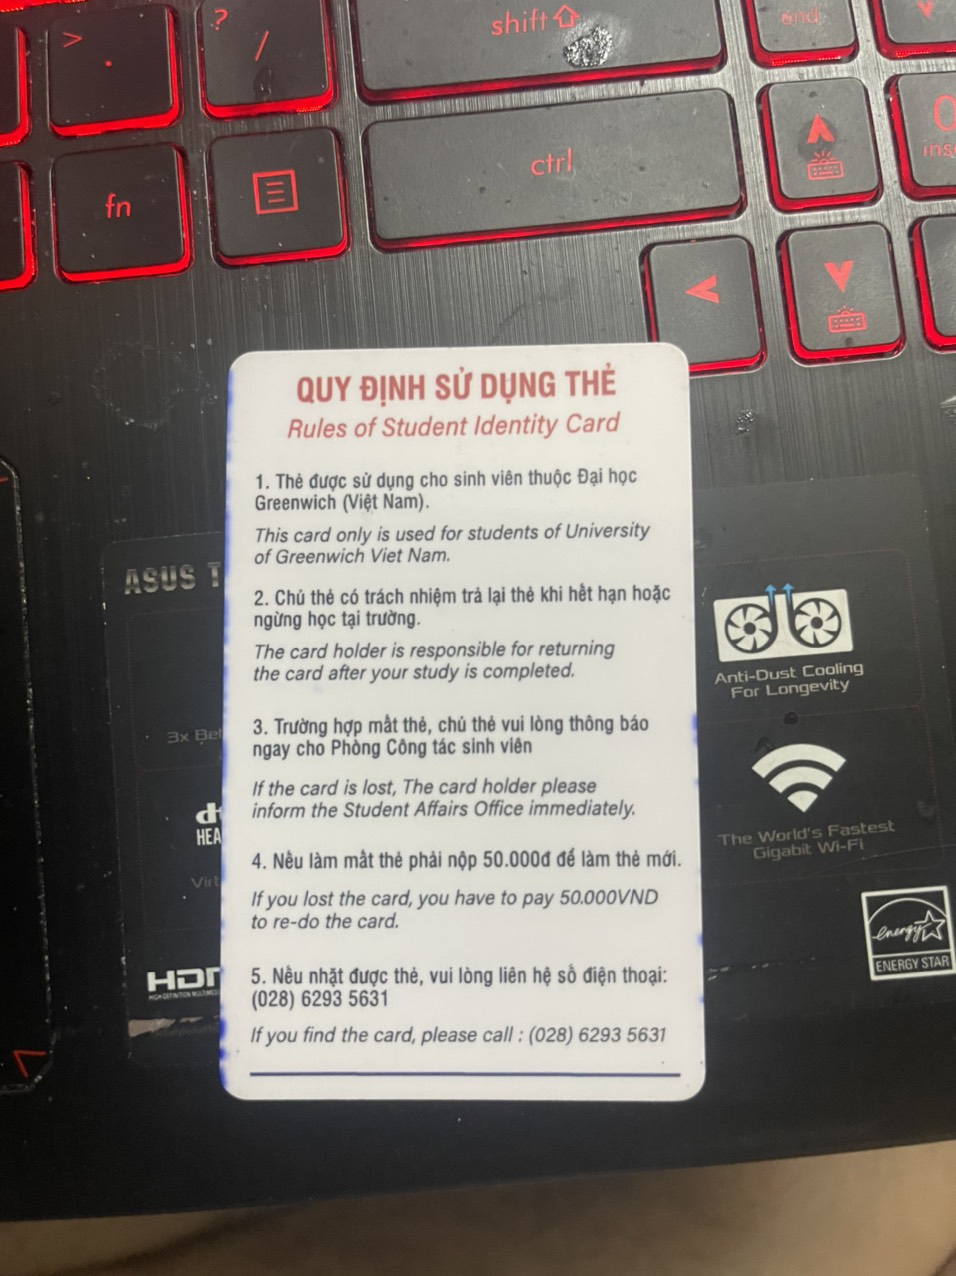 >
.
?
/
shift
end
fn
ctrl
0
ins
QUY ĐỊNH SỬ DỤNG THẺ
Rules of Student Identity Card
1. Thẻ được sử dụng cho sinh viên thuộc Đại học
Greenwich (Việt Nam).
This card only is used for students of University
of Greenwich Viet Nam.
2. Chủ thẻ có trách nhiệm trả lại thẻ khi hết hạn hoặc
ngừng học tại trường.
The card holder is responsible for returning
the card after your study is completed.
3. Trường hợp mất thẻ, chủ thẻ vui lòng thông báo
ngay cho Phòng Công tác sinh viên
If the card is lost, The card holder please
inform the Student Affairs Office immediately.
4. Nếu làm mất thẻ phải nộp 50.000đ để làm thẻ mới.
If you lost the card, you have to pay 50.000VND
to re-do the card.
5. Nếu nhặt được thẻ, vui lòng liên hệ số điện thoại:
(028) 6293 5631
If you find the card, please call : (028) 6293 5631
ASUS T
3x Be
HEA
Virt
HD
Anti-Dust Cooling
For Longevity
The World's Fastest
Gigabit Wi-Fi
energy
ENERGY STAR